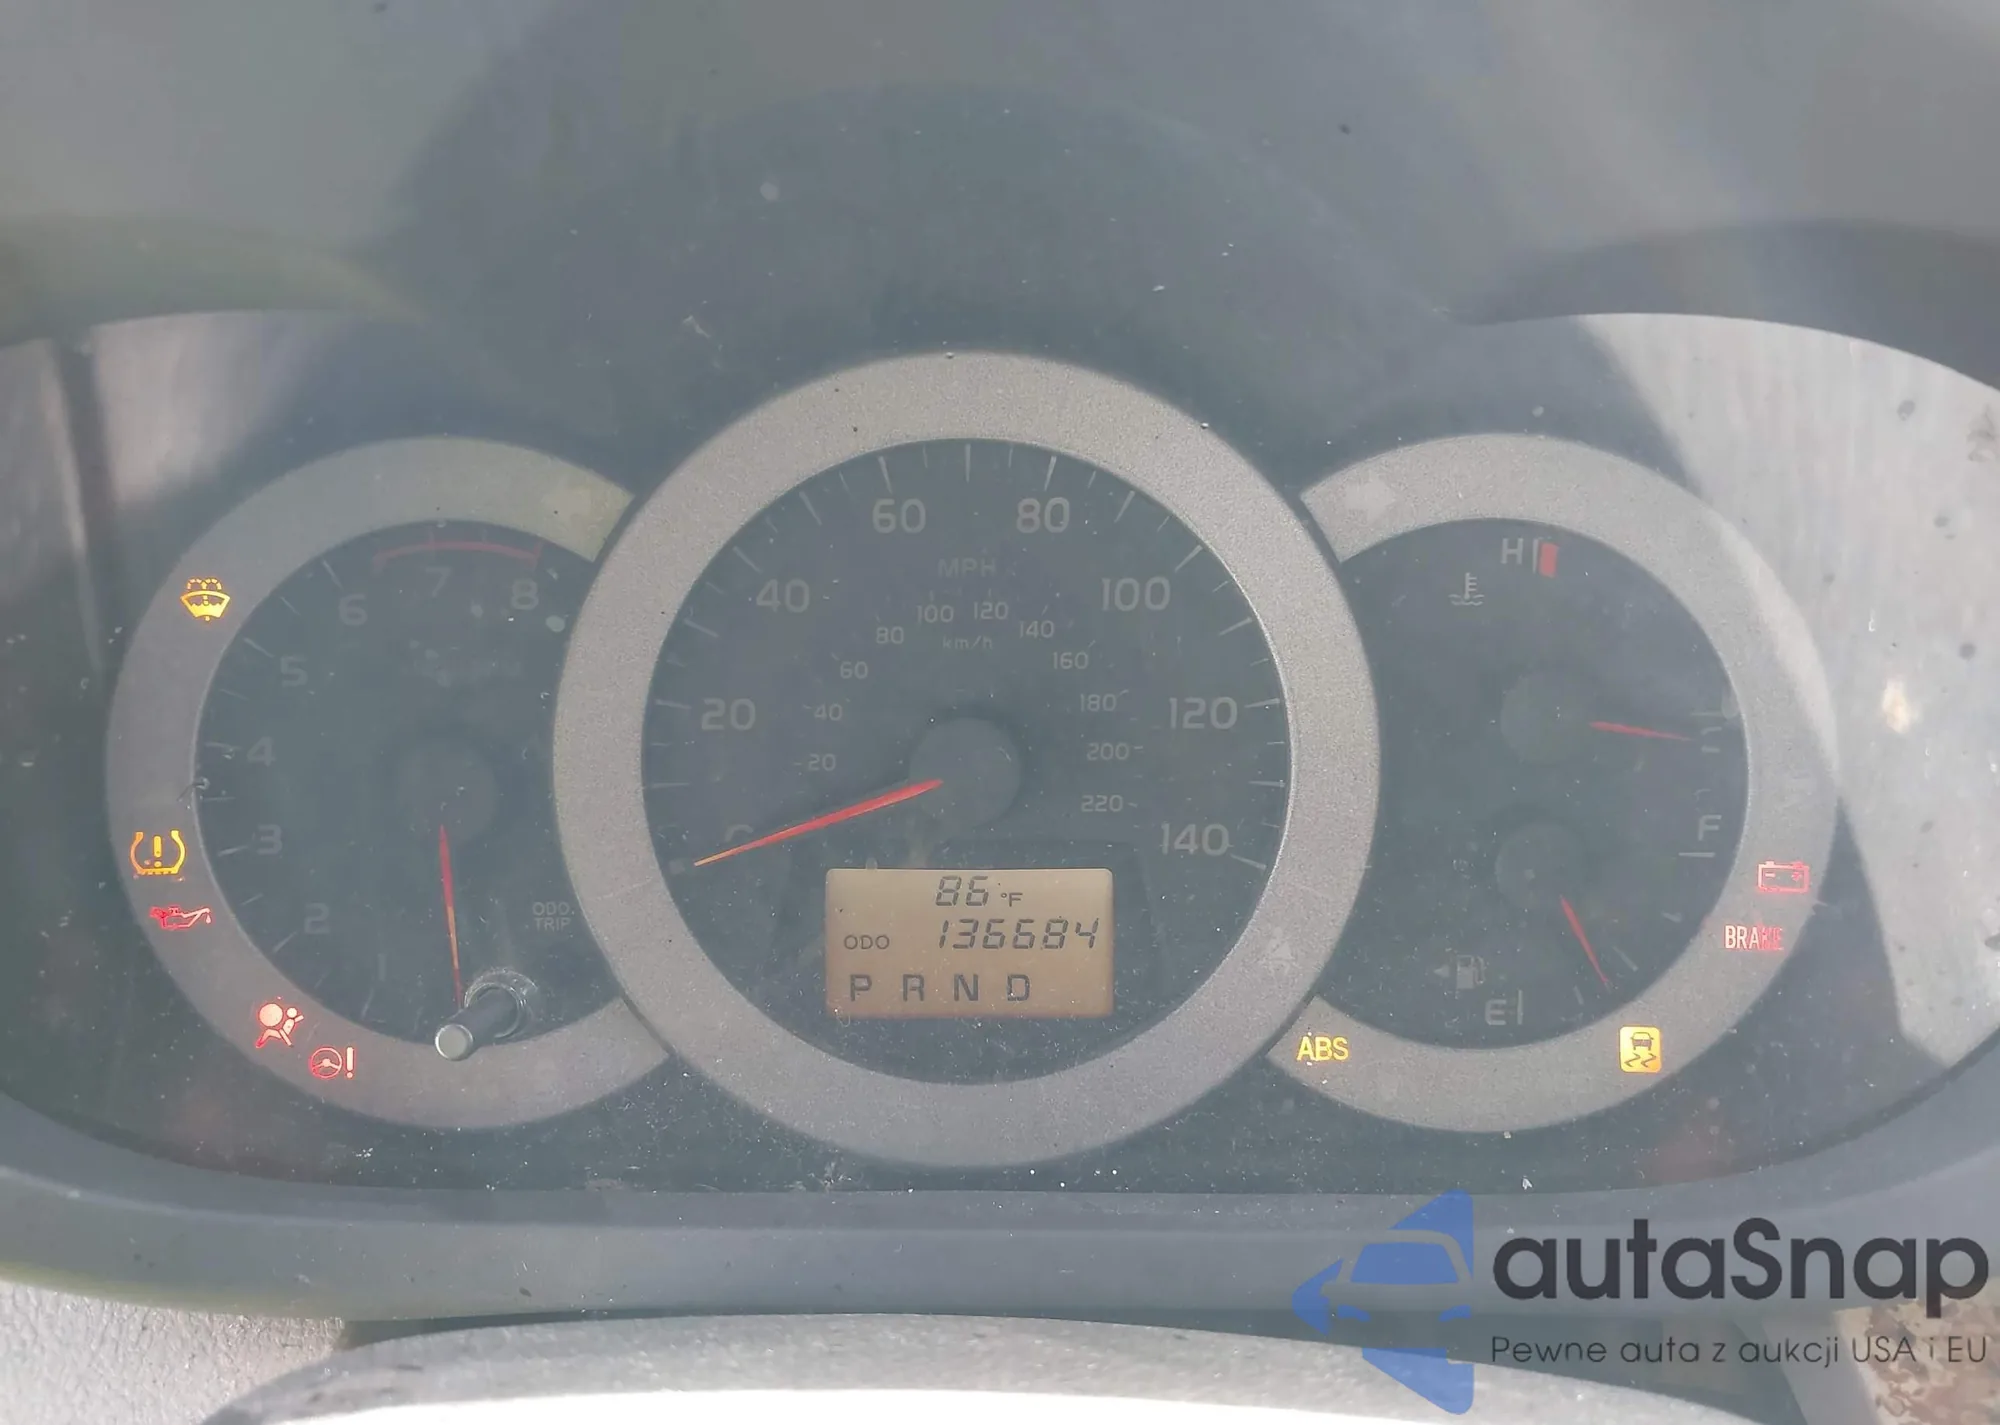 7
6
8
5
4
3
2
1
ODO.
TRIP
60
80
40
MPH
100
100
120
80
140
km/h
60
160
20
40
180
120
20
200
220
140
86 °F
ODO 136684
P R N D
H
F
E
BRAKE
ABS
autaSnap
Pewne auta z aukcji USA i EU